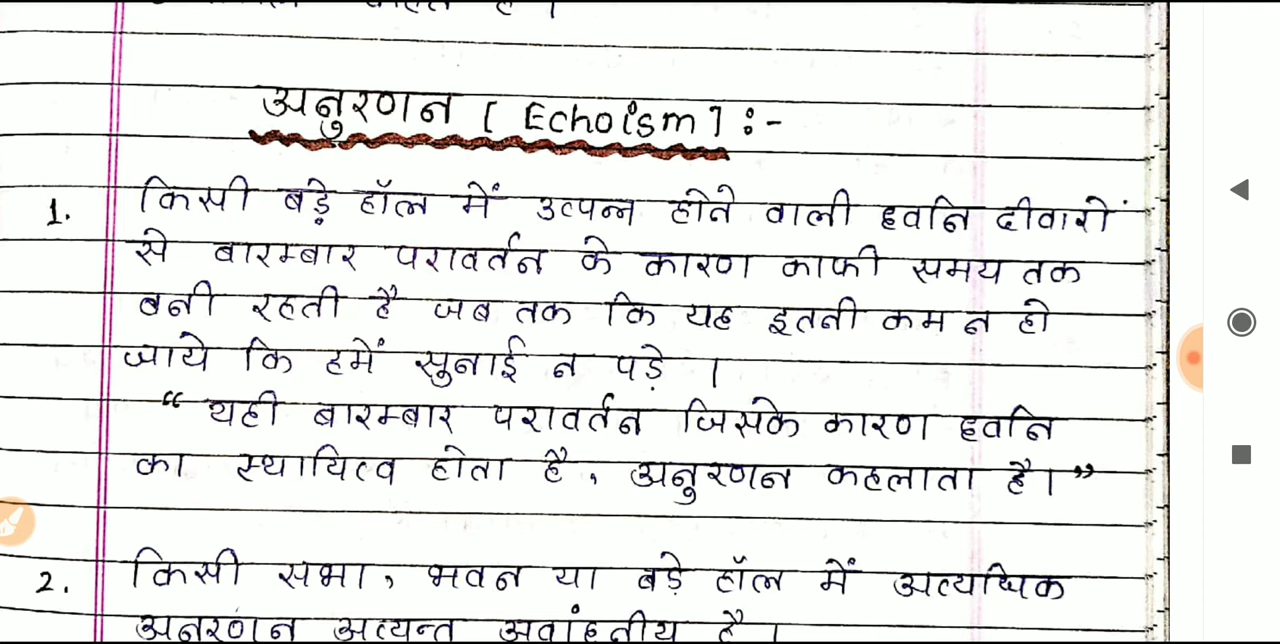 अनुरणन [ Echoism ] :-
1. किसी बड़े हॉल में उत्पन्न होने वाली ध्वनि दीवारों
से बारम्बार परावर्तन के कारण काफी समय तक
बनी रहती है जब तक कि यह इतनी कम न हो
जाये कि हमें सुनाई न पड़े ।
“ यही बारम्बार परावर्तन जिसके कारण ध्वनि
का स्थायित्व होता है, अनुरणन कहलाता है। ”
2. किसी सभा, भवन या बड़े हॉल में अत्यधिक
अनुरणन अत्यन्त अवांछनीय है ।